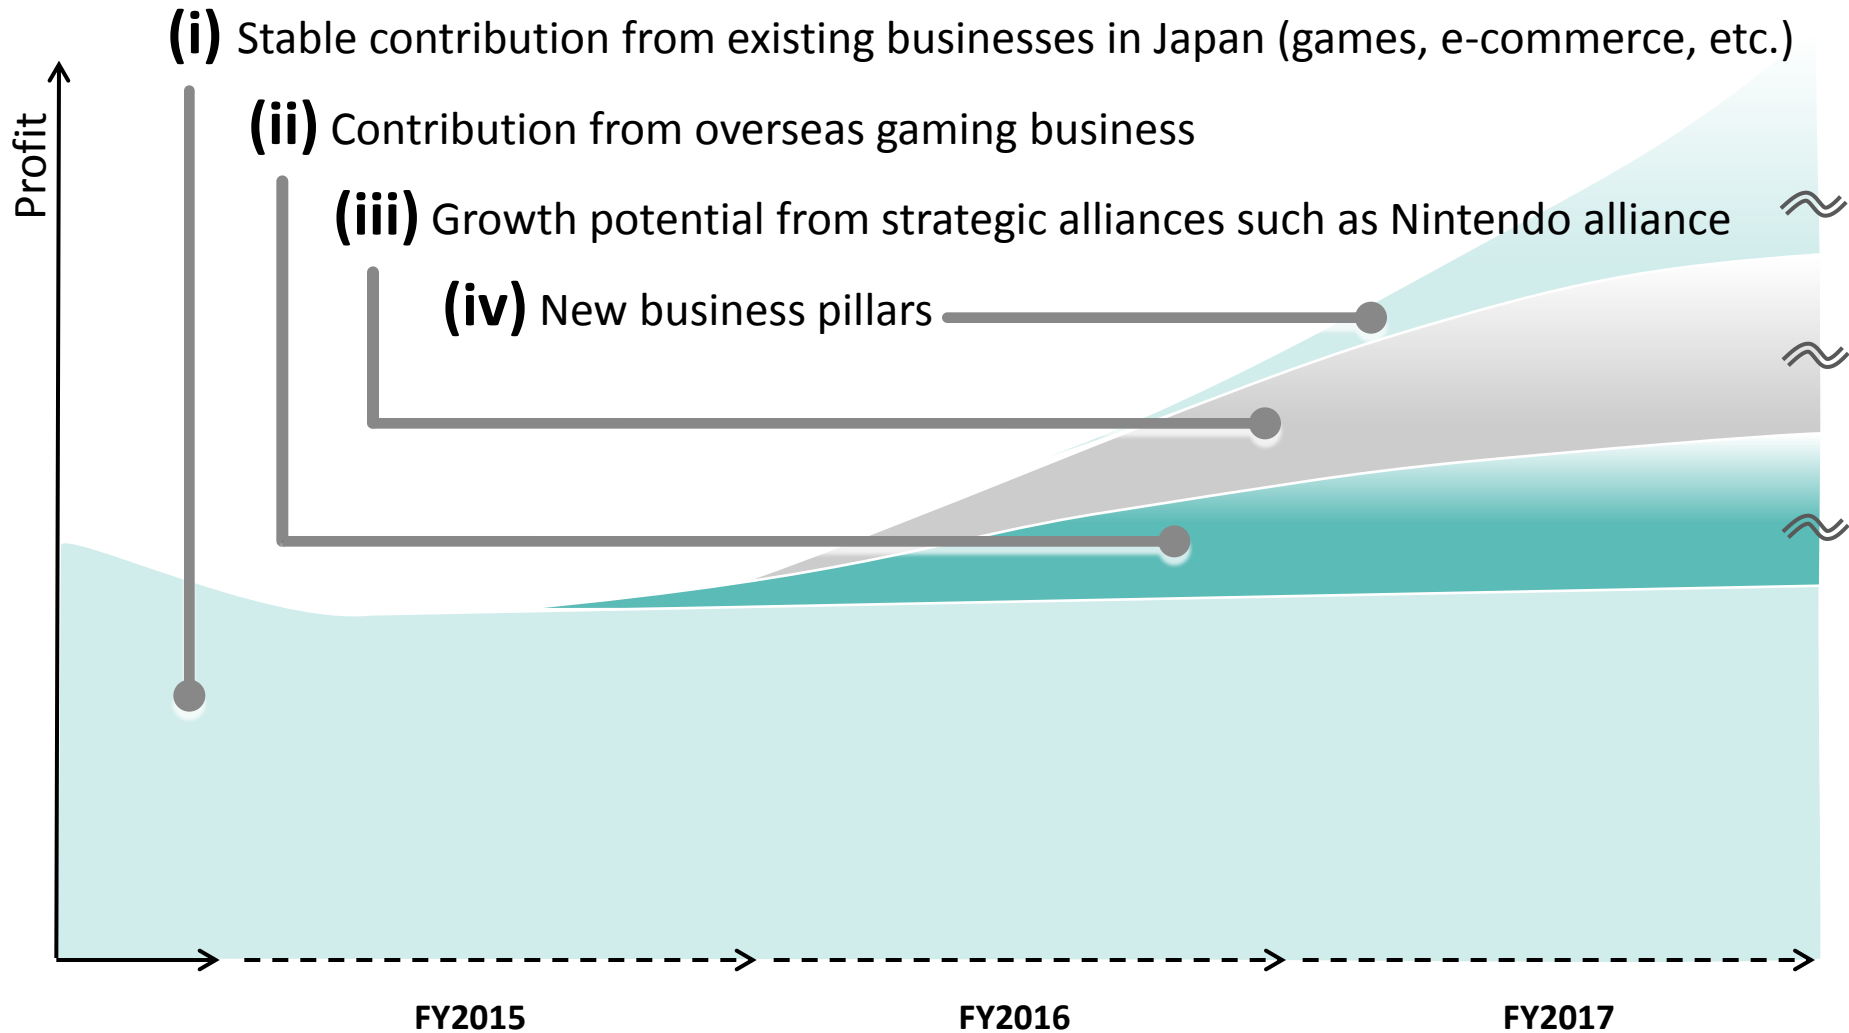 (i) Stable contribution from existing businesses in Japan (games, e-commerce, etc.)
Profit
(ii) Contribution from overseas gaming business
(iii) Growth potential from strategic alliances such as Nintendo alliance
(iv) New business pillars
FY2015
FY2016
FY2017